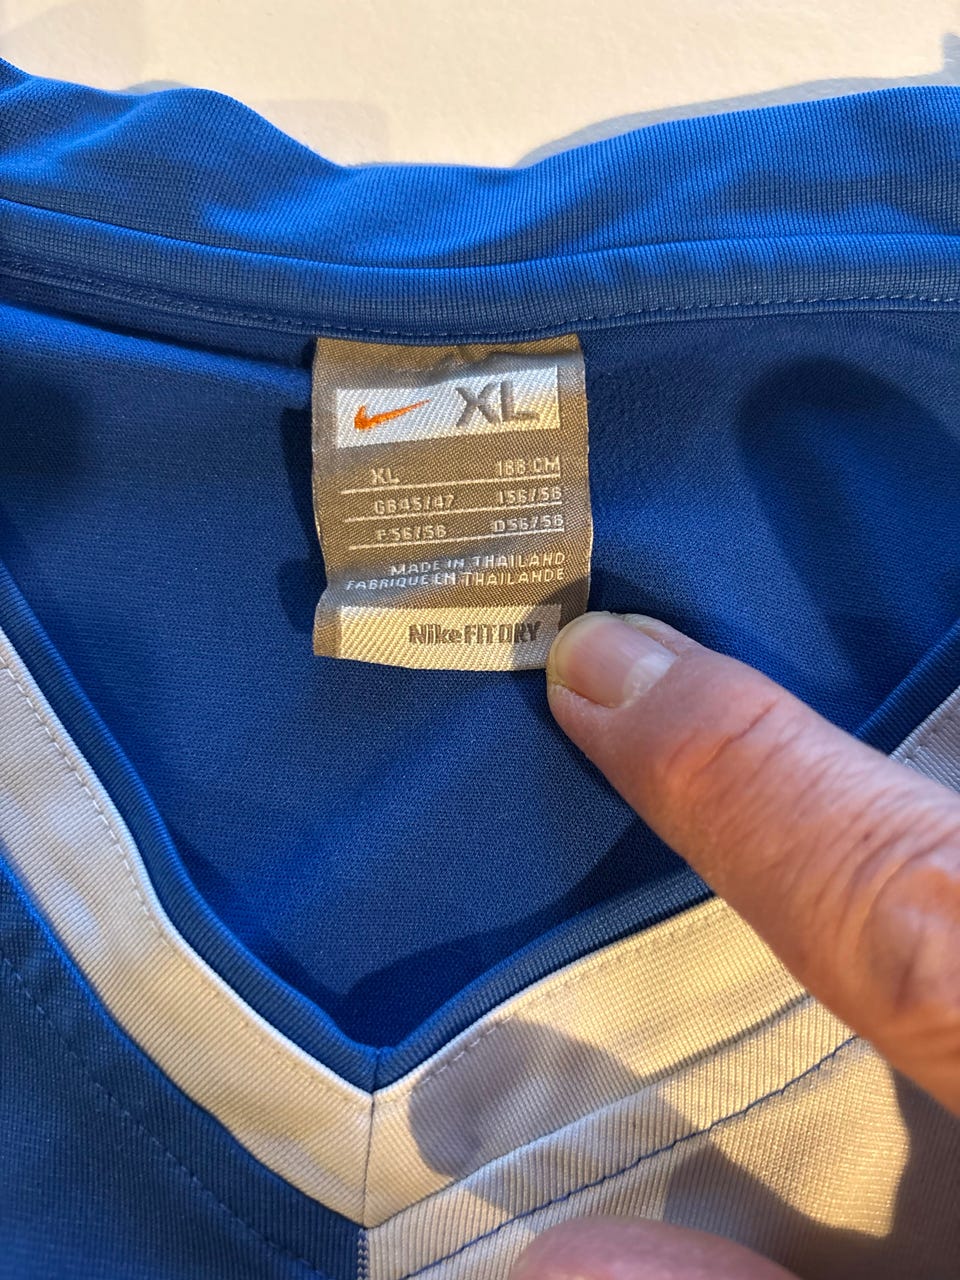 XL
XL 188 CM
GB45/47 I56/58
F56/58 D56/58
MADE IN THAILAND
FABRIQUE EN THAILANDE
Nike FIT DRY